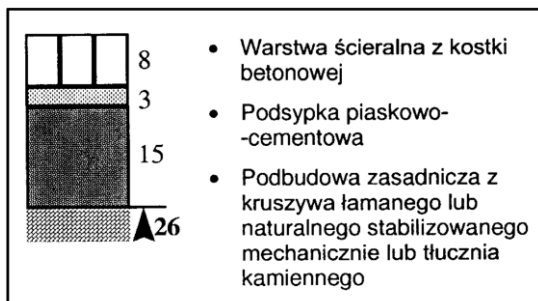 8
3
15
26
• Warstwa ścieralna z kostki
betonowej
• Podsypka piaskowo-
-cementowa
• Podbudowa zasadnicza z
kruszywa łamanego lub
naturalnego stabilizowanego
mechanicznie lub tłucznia
kamiennego